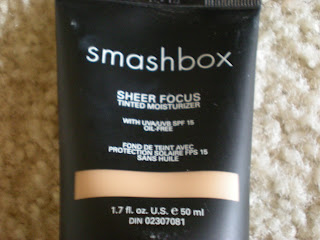 smashbox
SHEER FOCUS
TINTED MOISTURIZER
WITH UVA/UVB SPF 15
OIL-FREE
FOND DE TEINT AVEC
PROTECTION SOLAIRE FPS 15
SANS HUILE
1.7 fl. oz. U.S. e 50 ml
DIN 02307081